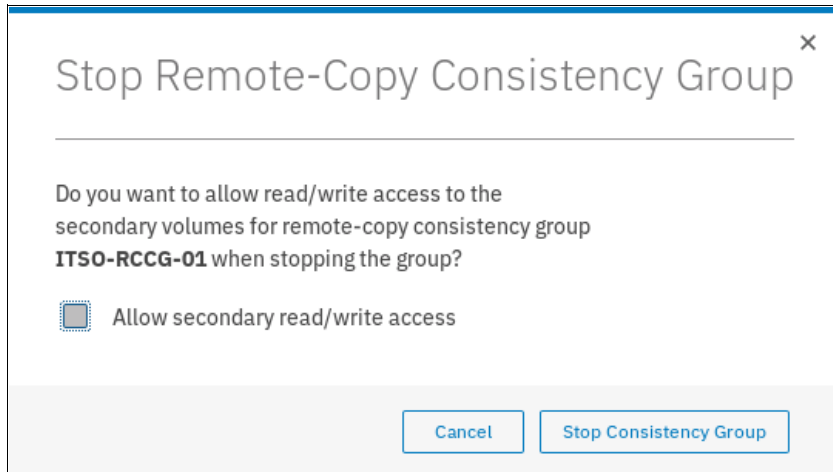 Stop Remote-Copy Consistency Group
Do you want to allow read/write access to the
secondary volumes for remote-copy consistency group
ITSO-RCCG-01 when stopping the group?
Allow secondary read/write access
Cancel
Stop Consistency Group